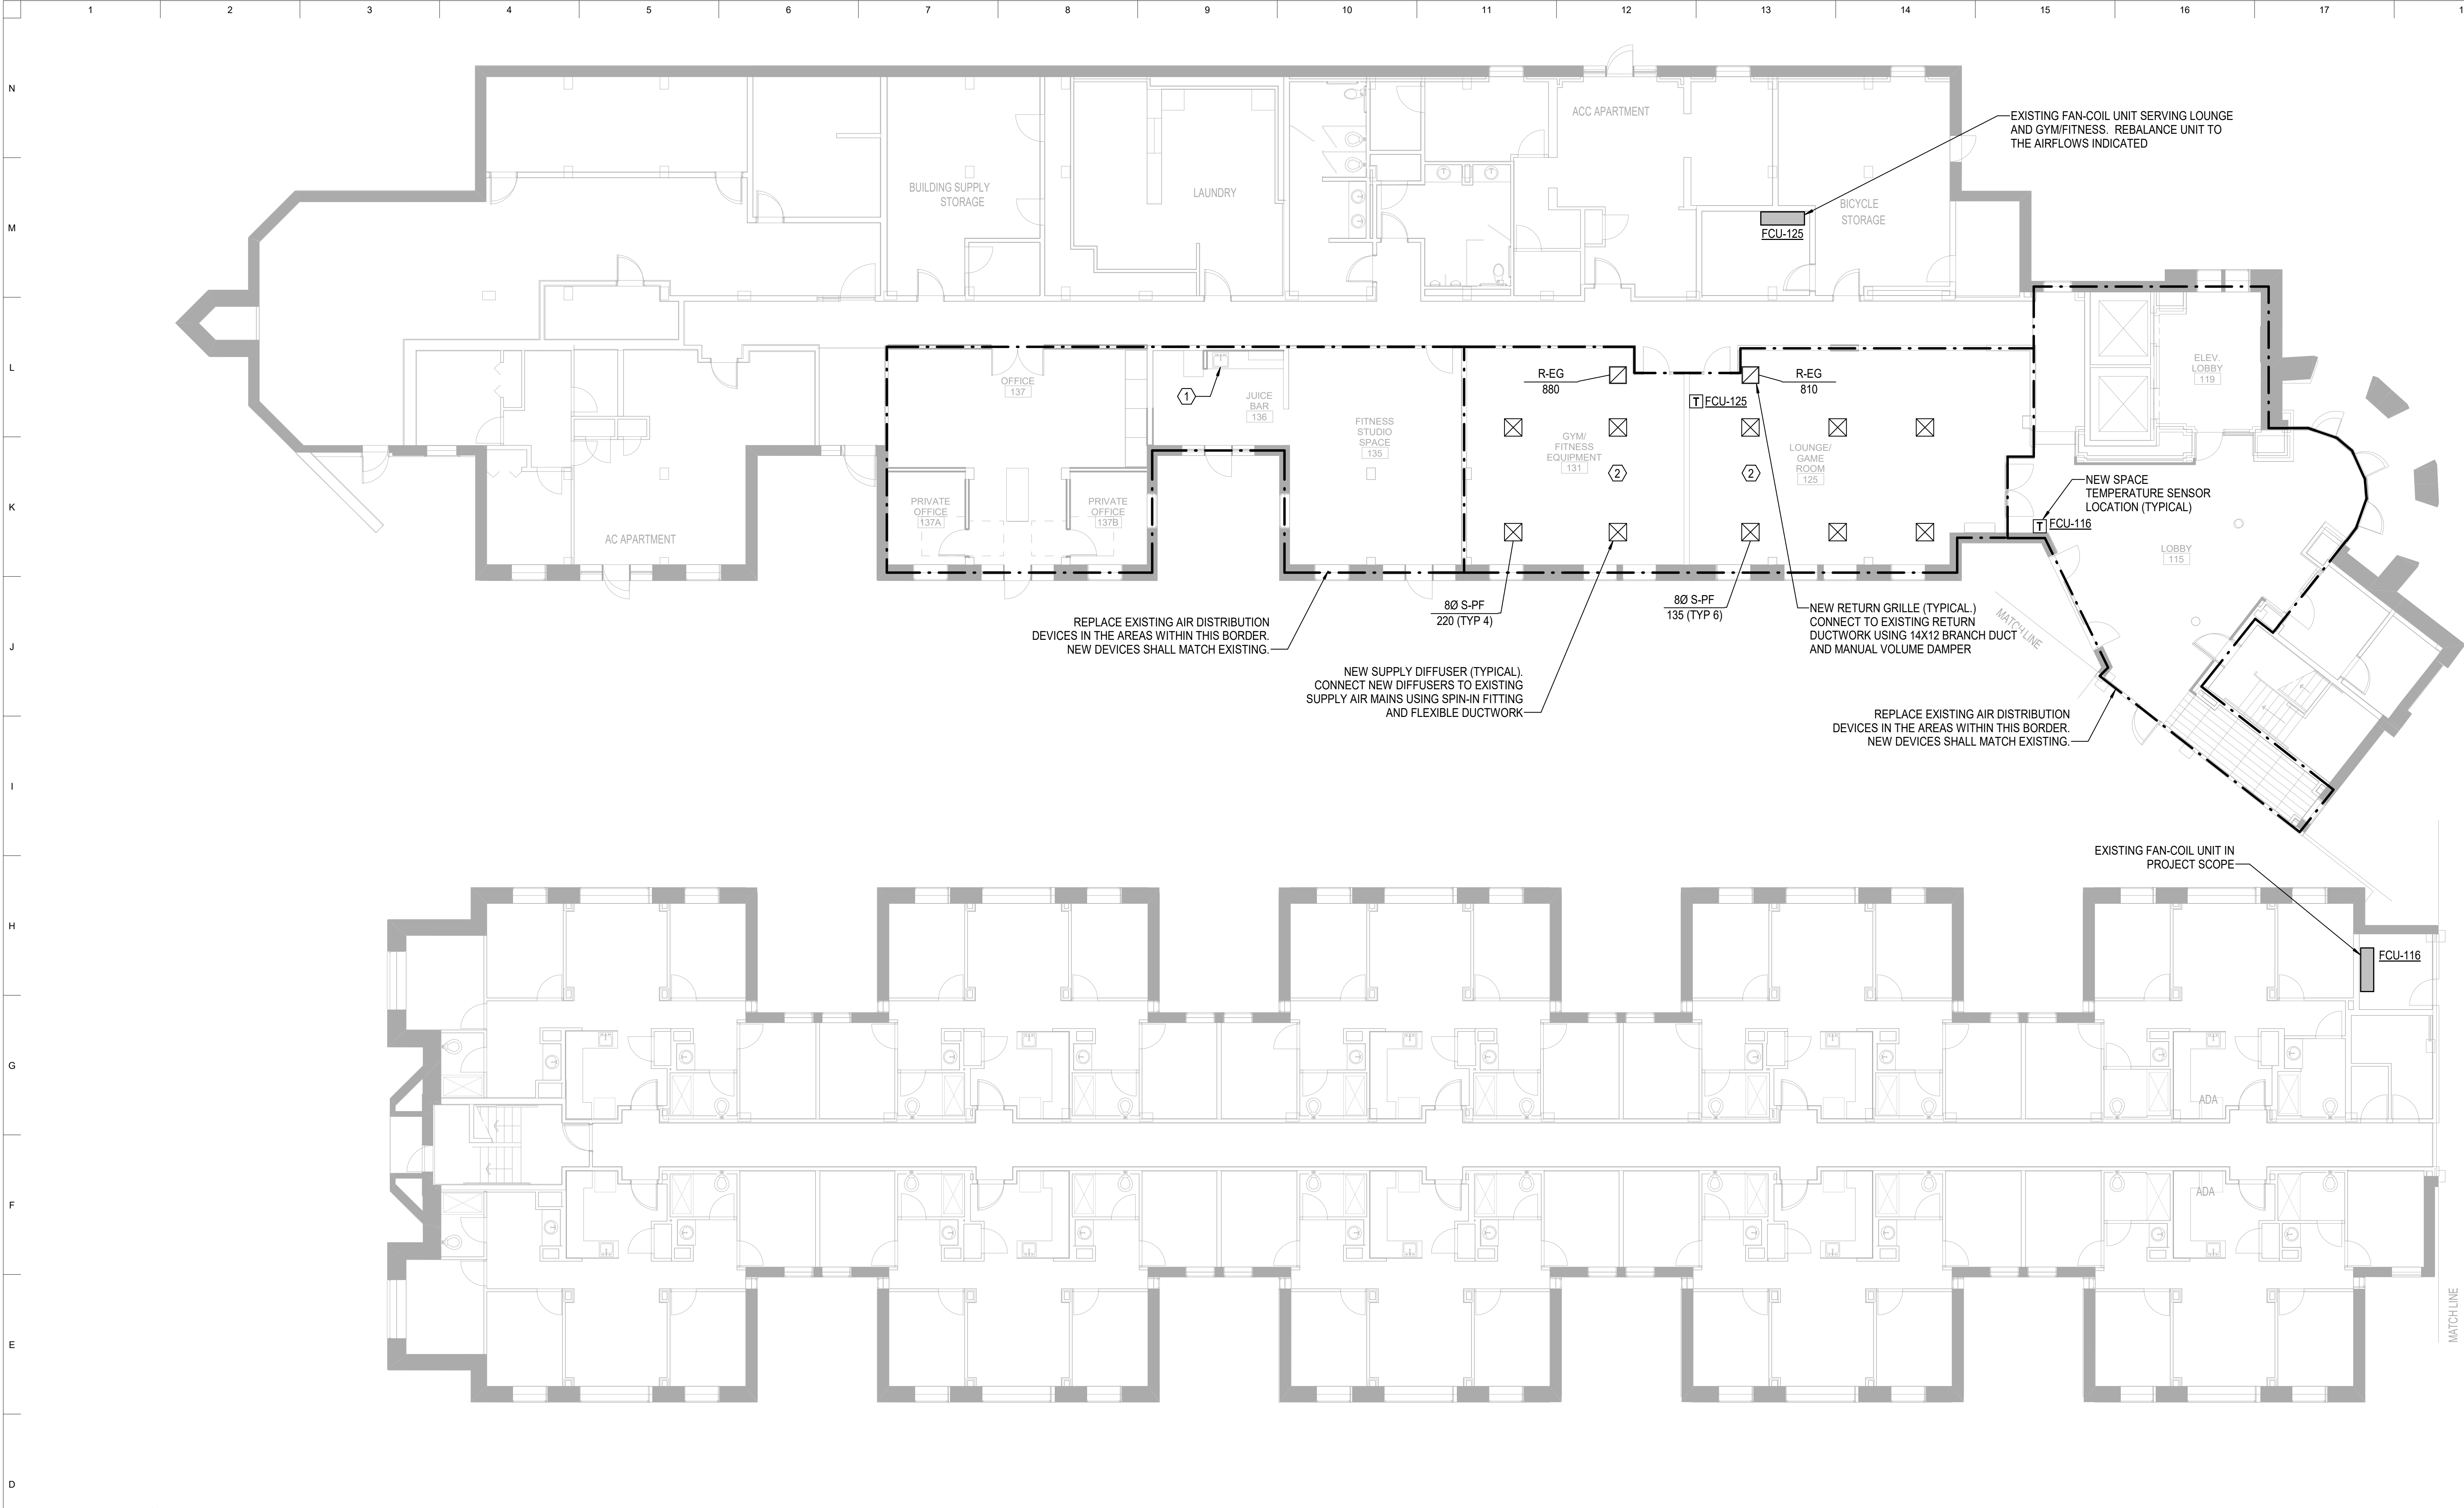 1 2 3 4 5 6 7 8 9 10 11 12 13 14 15 16 17 1
N
ACC APARTMENT
EXISTING FAN-COIL UNIT SERVING LOUNGE
AND GYM/FITNESS. REBALANCE UNIT TO
THE AIRFLOWS INDICATED
BUILDING SUPPLY
STORAGE
LAUNDRY
BICYCLE
STORAGE
M
FCU-125
L
OFFICE
137
1
JUICE
BAR
136
R-EG
880
R-EG
810
T FCU-125
ELEV.
LOBBY
119
FITNESS
STUDIO
SPACE
135
GYM/
FITNESS
EQUIPMENT
131
2
2
LOUNGE/
GAME
ROOM
125
NEW SPACE
TEMPERATURE SENSOR
LOCATION (TYPICAL)
K
PRIVATE
OFFICE
137A
PRIVATE
OFFICE
137B
T FCU-116
AC APARTMENT
LOBBY
115
8Ø S-PF
220 (TYP 4)
8Ø S-PF
135 (TYP 6)
REPLACE EXISTING AIR DISTRIBUTION
DEVICES IN THE AREAS WITHIN THIS BORDER.
NEW DEVICES SHALL MATCH EXISTING.
NEW RETURN GRILLE (TYPICAL.)
CONNECT TO EXISTING RETURN
DUCTWORK USING 14X12 BRANCH DUCT
AND MANUAL VOLUME DAMPER
MATCH LINE
J
NEW SUPPLY DIFFUSER (TYPICAL).
CONNECT NEW DIFFUSERS TO EXISTING
SUPPLY AIR MAINS USING SPIN-IN FITTING
AND FLEXIBLE DUCTWORK
REPLACE EXISTING AIR DISTRIBUTION
DEVICES IN THE AREAS WITHIN THIS BORDER.
NEW DEVICES SHALL MATCH EXISTING.
I
EXISTING FAN-COIL UNIT IN
PROJECT SCOPE
H
FCU-116
G
ADA
F
ADA
E
MATCH LINE
D